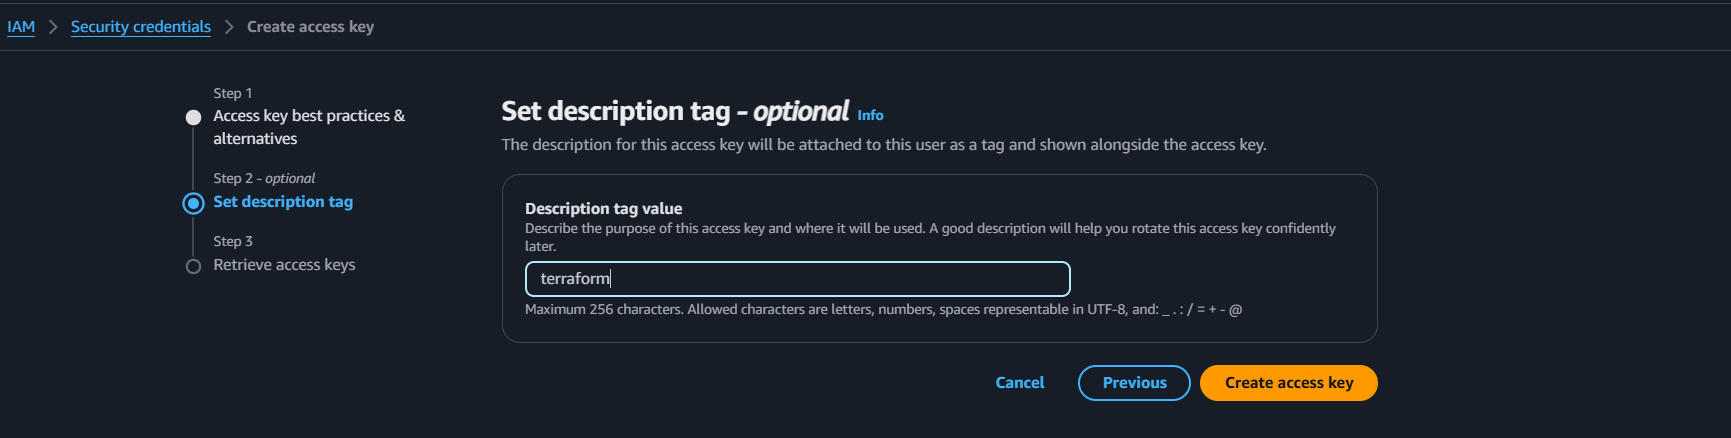 IAM > Security credentials > Create access key
Step 1
Access key best practices &
alternatives
Step 2 - optional
Set description tag
Step 3
Retrieve access keys
Set description tag - optional Info
The description for this access key will be attached to this user as a tag and shown alongside the access key.
Description tag value
Describe the purpose of this access key and where it will be used. A good description will help you rotate this access key confidently
later.
terraform
Maximum 256 characters. Allowed characters are letters, numbers, spaces representable in UTF-8, and: _ . : / = + - @
Cancel Previous Create access key